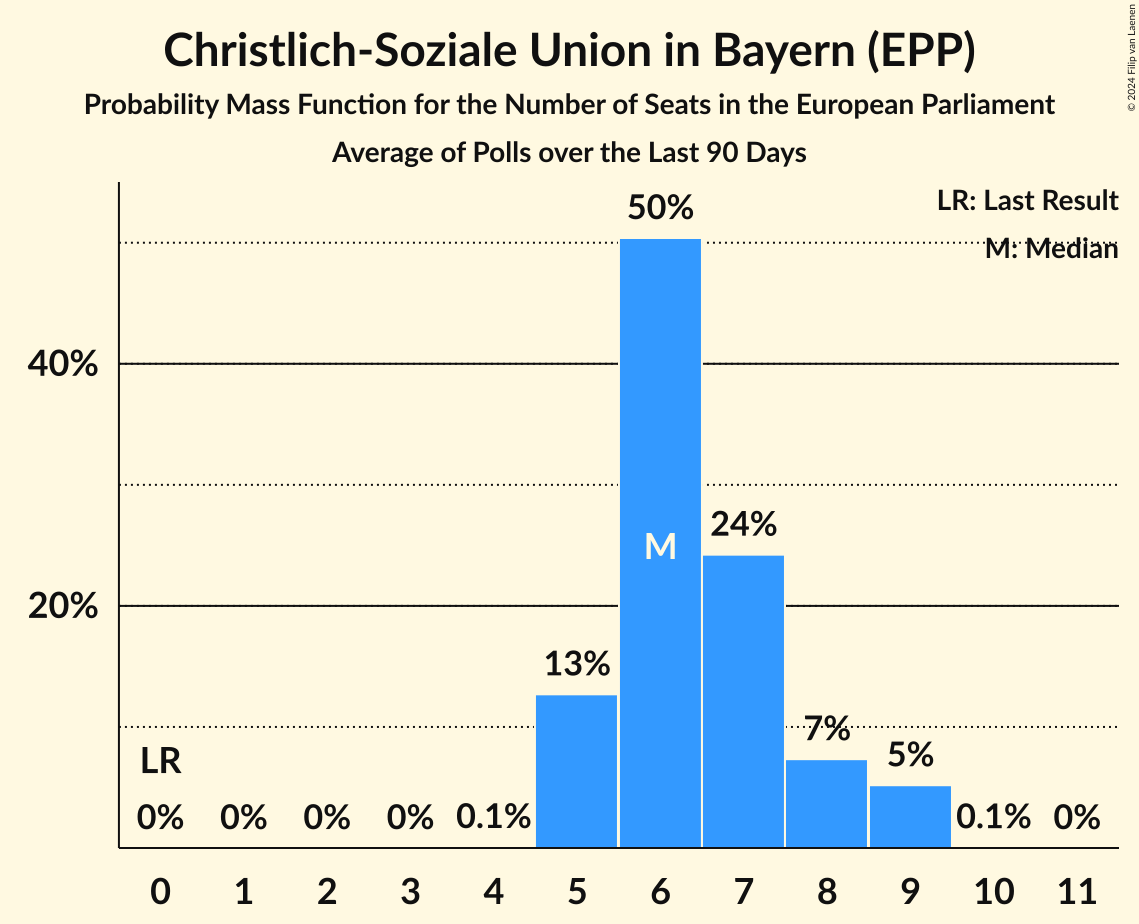 Christlich-Soziale Union in Bayern (EPP)
Probability Mass Function for the Number of Seats in the European Parliament
Average of Polls over the Last 90 Days
© 2024 Filip van Laenen
LR: Last Result
M: Median
50%
40%
24%
M
20%
13%
7%
5%
LR
0% 0% 0% 0% 0.1% 0.1% 0%
0 1 2 3 4 5 6 7 8 9 10 11